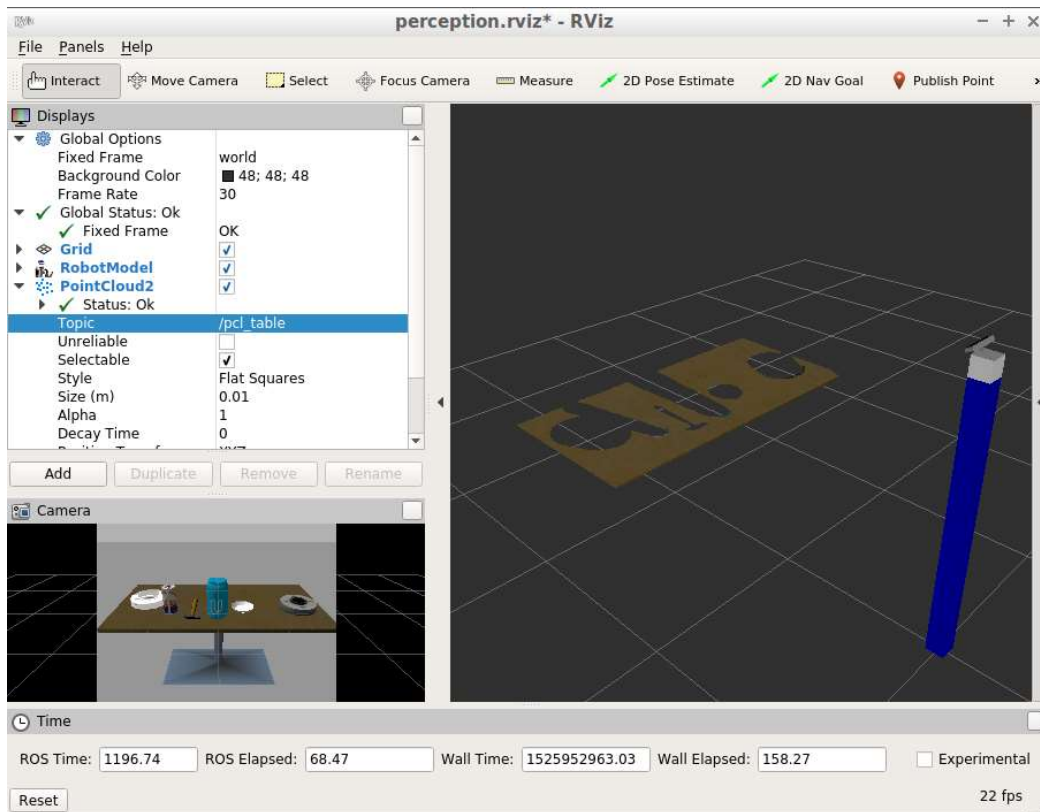 perception.rviz* - RViz
File Panels Help
Interact Move Camera Select Focus Camera Measure 2D Pose Estimate 2D Nav Goal Publish Point
Displays
Global Options
Fixed Frame world
Background Color 48; 48; 48
Frame Rate 30
Global Status: Ok
Fixed Frame OK
Grid
RobotModel
PointCloud2
Status: Ok
Topic /pcl_table
Unreliable
Selectable
Style Flat Squares
Size (m) 0.01
Alpha 1
Decay Time 0
Add Duplicate Remove Rename
Camera
Time
ROS Time: 1196.74 ROS Elapsed: 68.47 Wall Time: 1525952963.03 Wall Elapsed: 158.27 Experimental
Reset 22 fps